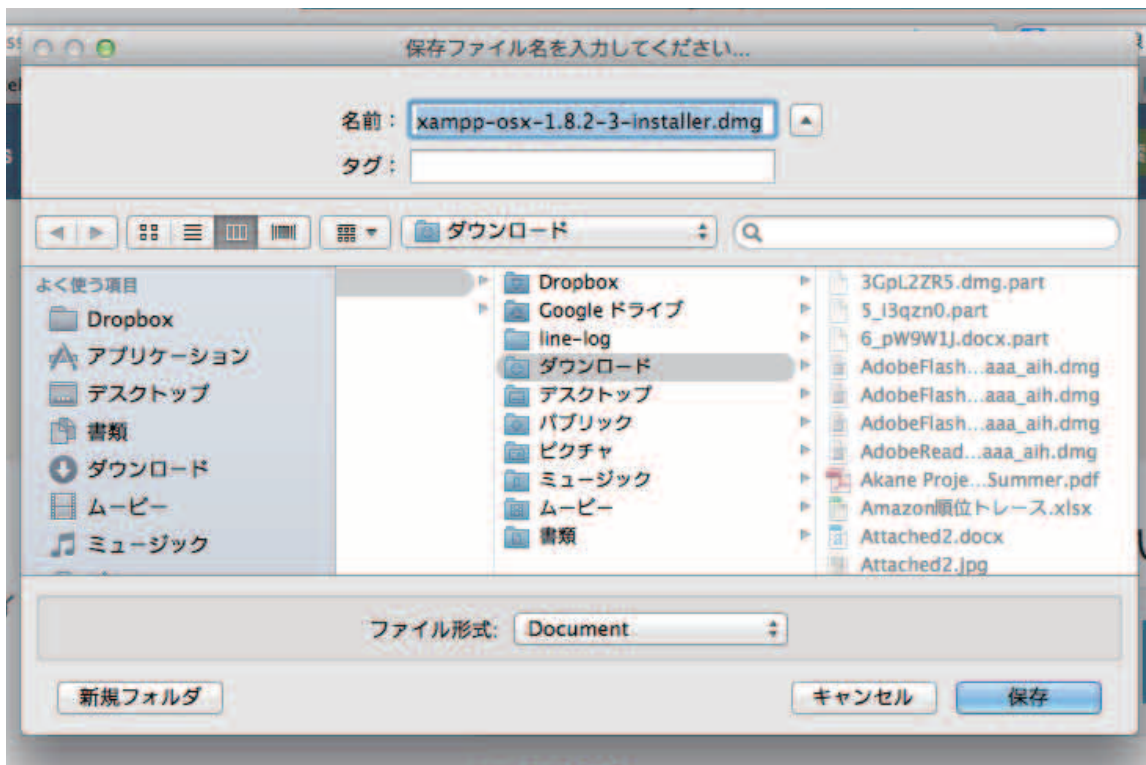 保存ファイル名を入力してください...
名前：
xampp-osx-1.8.2-3-installer.dmg
タグ：
ダウンロード
よく使う項目
Dropbox
アプリケーション
デスクトップ
書類
ダウンロード
ムービー
ミュージック
Dropbox
Google ドライブ
line-log
ダウンロード
デスクトップ
パブリック
ピクチャ
ミュージック
ムービー
書類
3GpL2ZR5.dmg.part
5_I3qzn0.part
6_pW9W1J.docx.part
AdobeFlash...aaa_aih.dmg
AdobeFlash...aaa_aih.dmg
AdobeFlash...aaa_aih.dmg
AdobeRead...aaa_aih.dmg
Akane Proje...Summer.pdf
Amazon順位トレース.xlsx
Attached2.docx
Attached2.jpg
ファイル形式:
Document
新規フォルダ
キャンセル
保存